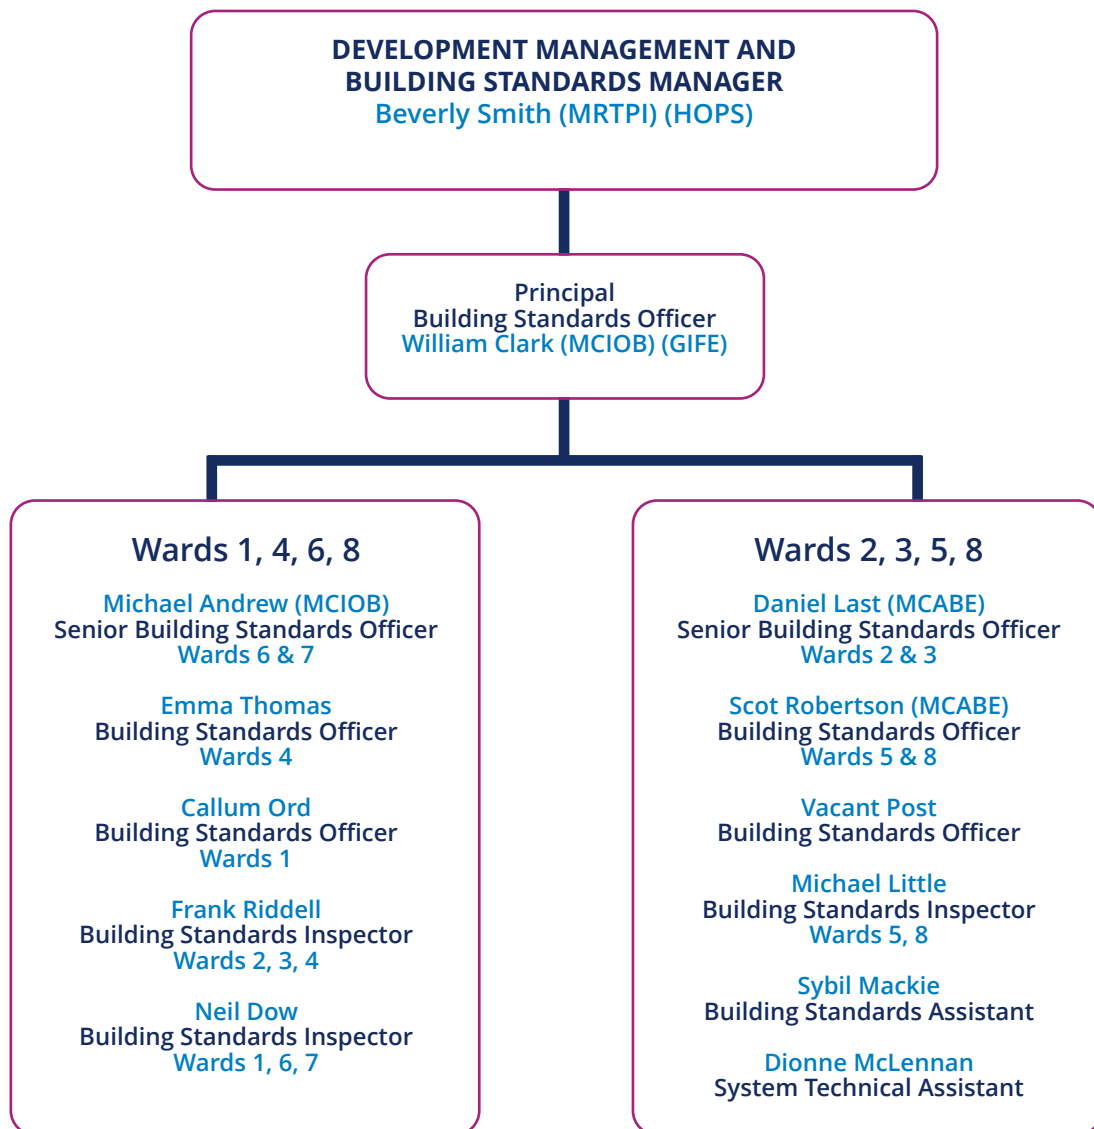 DEVELOPMENT MANAGEMENT AND
BUILDING STANDARDS MANAGER
Beverly Smith (MRTPI) (HOPS)
Principal
Building Standards Officer
William Clark (MCIOB) (GIFE)
Wards 1, 4, 6, 8
Michael Andrew (MCIOB)
Senior Building Standards Officer
Wards 6 & 7
Emma Thomas
Building Standards Officer
Wards 4
Callum Ord
Building Standards Officer
Wards 1
Frank Riddell
Building Standards Inspector
Wards 2, 3, 4
Neil Dow
Building Standards Inspector
Wards 1, 6, 7
Wards 2, 3, 5, 8
Daniel Last (MCABE)
Senior Building Standards Officer
Wards 2 & 3
Scot Robertson (MCABE)
Building Standards Officer
Wards 5 & 8
Vacant Post
Building Standards Officer
Michael Little
Building Standards Inspector
Wards 5, 8
Sybil Mackie
Building Standards Assistant
Dionne McLennan
System Technical Assistant